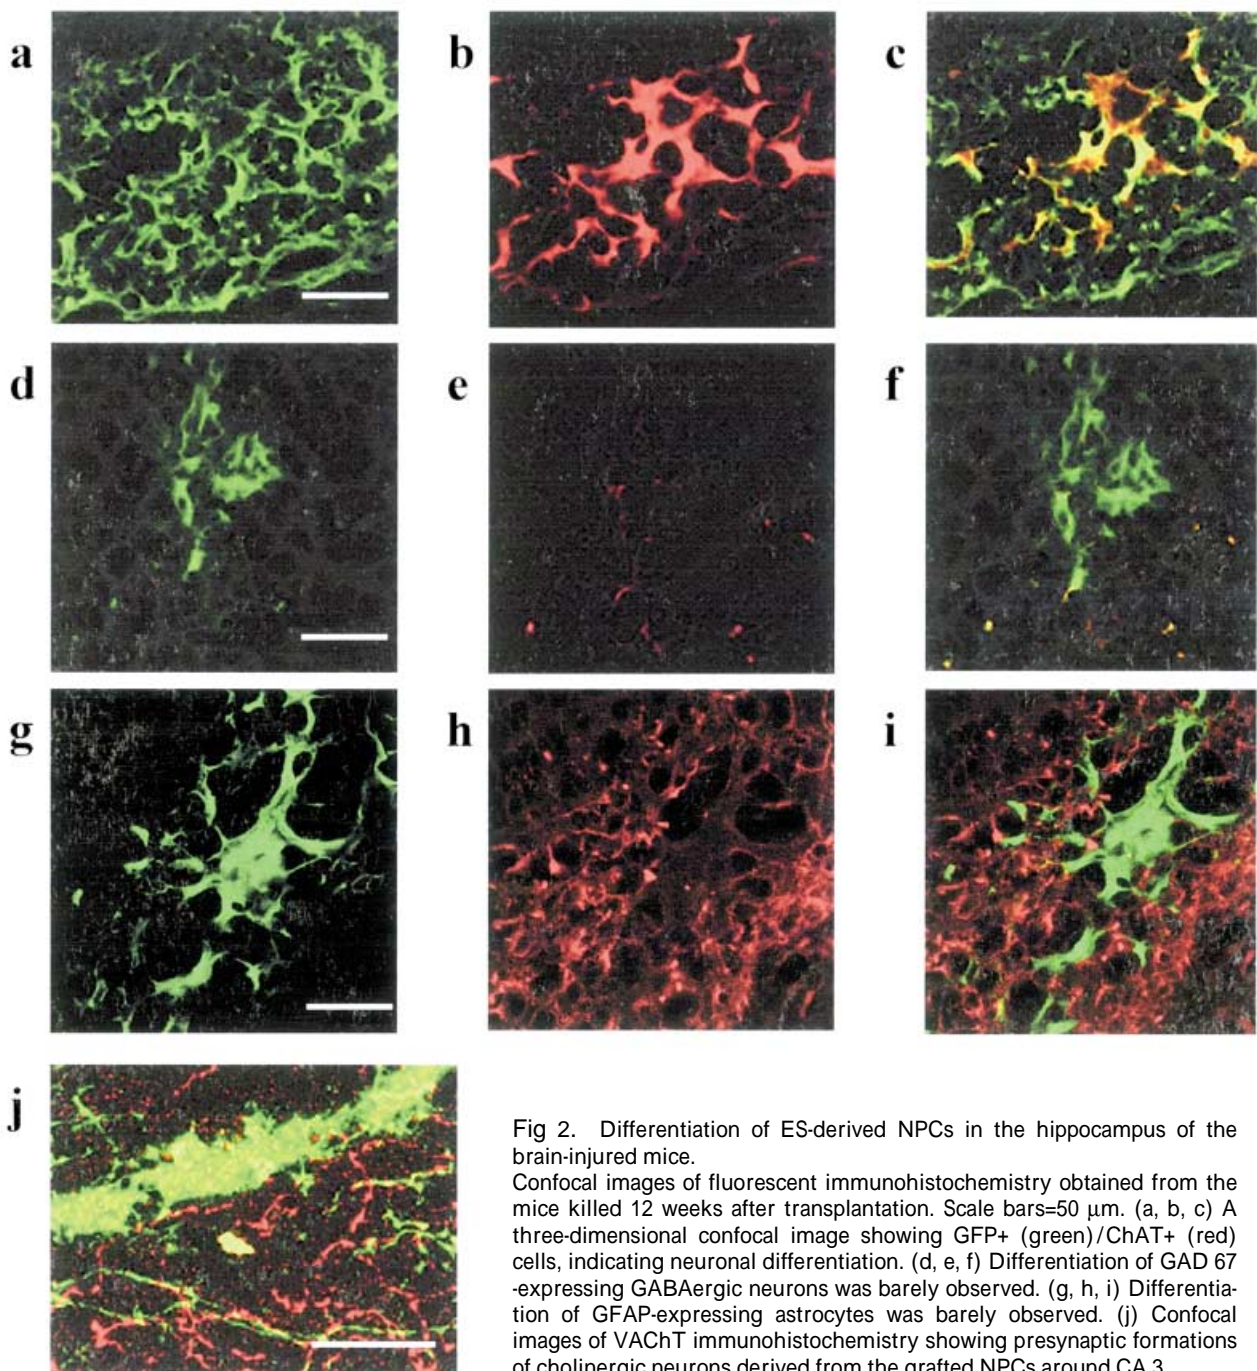 a
b
c
d
e
f
g
h
i
j
Fig 2. Differentiation of ES-derived NPCs in the hippocampus of the
brain-injured mice.
Confocal images of fluorescent immunohistochemistry obtained from the
mice killed 12 weeks after transplantation. Scale bars=50 μm. (a, b, c) A
three-dimensional confocal image showing GFP+ (green)/ChAT+ (red)
cells, indicating neuronal differentiation. (d, e, f) Differentiation of GAD 67
-expressing GABAergic neurons was barely observed. (g, h, i) Differentia-
tion of GFAP-expressing astrocytes was barely observed. (j) Confocal
images of VAChT immunohistochemistry showing presynaptic formations
of cholinergic neurons derived from the grafted NPCs around CA 3